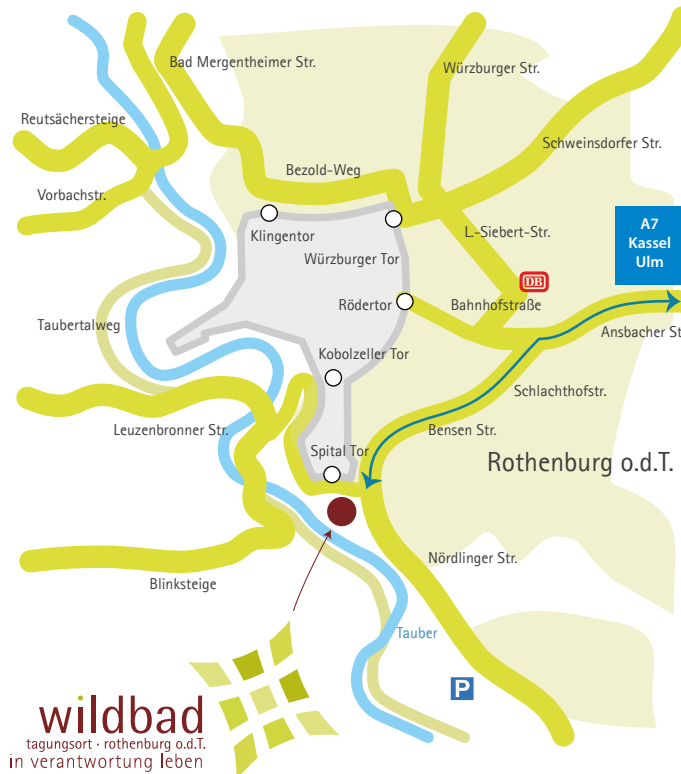 Bad Mergentheimer Str.
Würzburger Str.
Reutsächersteige
Schweinsdorfer Str.
Bezold-Weg
Vorbachstr.
Klingentor
L.-Siebert-Str.
A7
Kassel
Ulm
Würzburger Tor
DB
Rödertor
Bahnhofstraße
Taubertalweg
Ansbacher St
Kobolzeller Tor
Schlachthofstr.
Leuzenbronner Str.
Bensen Str.
Spital Tor
Rothenburg o.d.T.
Nördlinger Str.
Blinksteige
Tauber
P
wildbad
tagungsort · rothenburg o.d.T.
in verantwortung leben